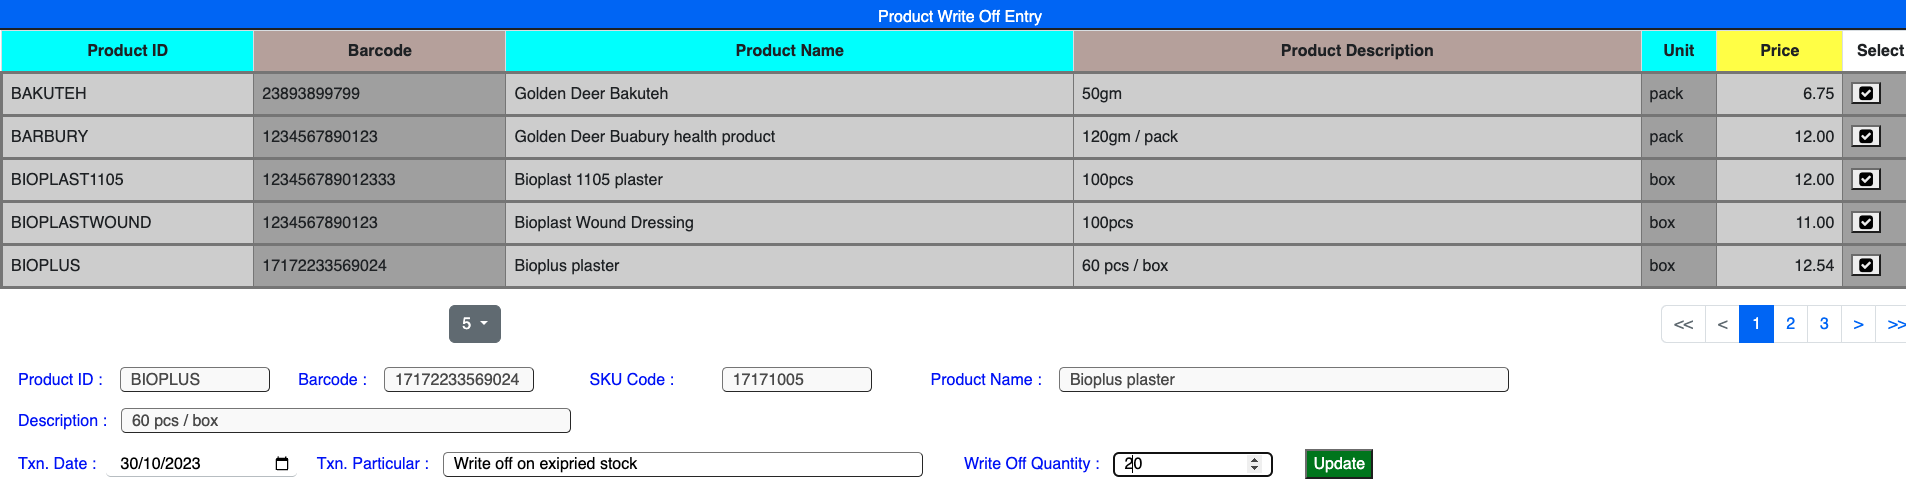 Product Write Off Entry
Product ID Barcode Product Name Product Description Unit Price Select
BAKUTEH 23893899799 Golden Deer Bakuteh 50gm pack 6.75
BARBURY 1234567890123 Golden Deer Buabury health product 120gm / pack pack 12.00
BIOPLAST1105 123456789012333 Bioplast 1105 plaster 100pcs box 12.00
BIOPLASTWOUND 1234567890123 Bioplast Wound Dressing 100pcs box 11.00
BIOPLUS 17172233569024 Bioplus plaster 60 pcs / box box 12.54
5 << < 1 2 3 > >>
Product ID : BIOPLUS Barcode : 17172233569024 SKU Code : 17171005 Product Name : Bioplus plaster
Description : 60 pcs / box
Txn. Date : 30/10/2023 Txn. Particular : Write off on exipried stock Write Off Quantity : 20 Update